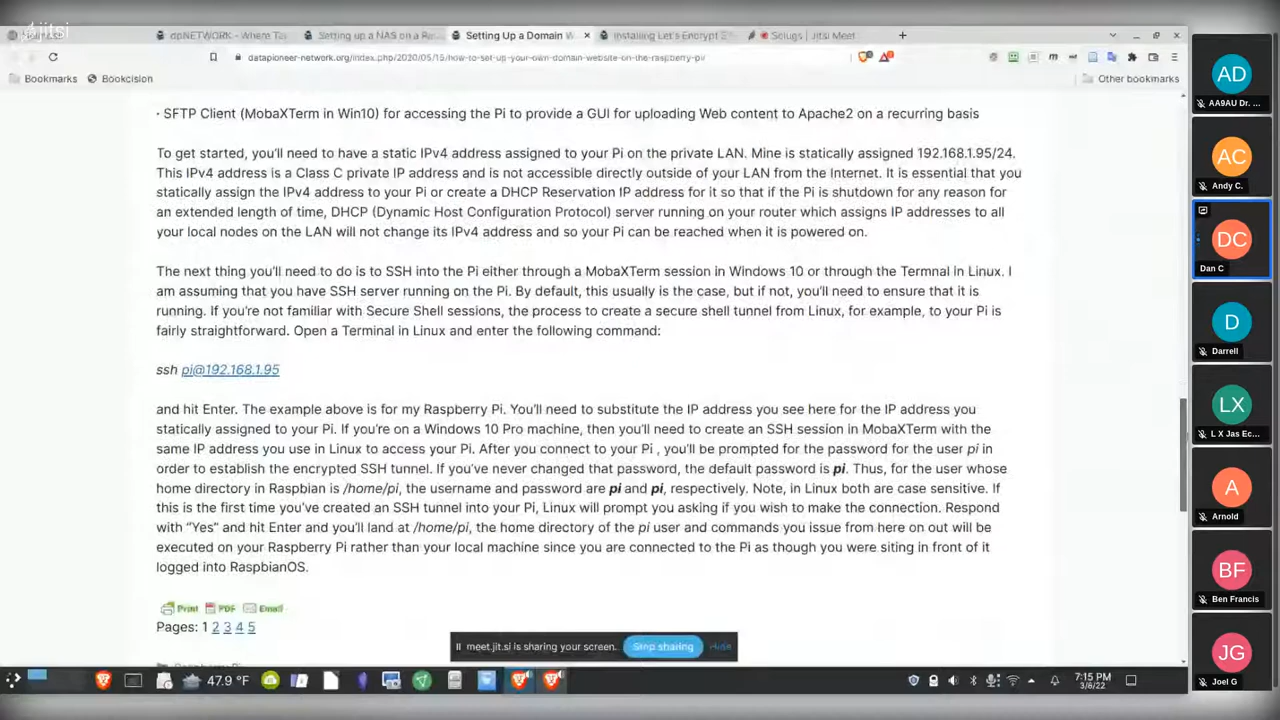 jitsi
dpNETWORK - Where Ta
Setting up a NAS on a Ra
Setting Up a Domain W
Installing Let's Encrypt S
Sciugs | Jitsi Meet
datapioneer-network.org/index.php/2020/05/15/how-to-set-up-your-own-domain-website-on-the-raspberry-pi
Bookmarks
Bookcision
Other bookmarks
· SFTP Client (MobaXTerm in Win10) for accessing the Pi to provide a GUI for uploading Web content to Apache2 on a recurring basis
To get started, you'll need to have a static IPv4 address assigned to your Pi on the private LAN. Mine is statically assigned 192.168.1.95/24.
This IPv4 address is a Class C private IP address and is not accessible directly outside of your LAN from the Internet. It is essential that you
statically assign the IPv4 address to your Pi or create a DHCP Reservation IP address for it so that if the Pi is shutdown for any reason for
an extended length of time, DHCP (Dynamic Host Configuration Protocol) server running on your router which assigns IP addresses to all
your local nodes on the LAN will not change its IPv4 address and so your Pi can be reached when it is powered on.
The next thing you'll need to do is to SSH into the Pi either through a MobaXTerm session in Windows 10 or through the Termnal in Linux. I
am assuming that you have SSH server running on the Pi. By default, this usually is the case, but if not, you'll need to ensure that it is
running. If you're not familiar with Secure Shell sessions, the process to create a secure shell tunnel from Linux, for example, to your Pi is
fairly straightforward. Open a Terminal in Linux and enter the following command:
ssh pi@192.168.1.95
and hit Enter. The example above is for my Raspberry Pi. You'll need to substitute the IP address you see here for the IP address you
statically assigned to your Pi. If you're on a Windows 10 Pro machine, then you'll need to create an SSH session in MobaXTerm with the
same IP address you use in Linux to access your Pi. After you connect to your Pi , you'll be prompted for the password for the user pi in
order to establish the encrypted SSH tunnel. If you've never changed that password, the default password is pi. Thus, for the user whose
home directory in Raspbian is /home/pi, the username and password are pi and pi, respectively. Note, in Linux both are case sensitive. If
this is the first time you've created an SSH tunnel into your Pi, Linux will prompt you asking if you wish to make the connection. Respond
with "Yes" and hit Enter and you'll land at /home/pi, the home directory of the pi user and commands you issue from here on out will be
executed on your Raspberry Pi rather than your local machine since you are connected to the Pi as though you were siting in front of it
logged into RaspbianOS.
Print PDF Email
Pages: 1 2 3 4 5
meet.jit.si is sharing your screen.
Stop sharing
Hide
47.9 °F
7:15 PM
3/6/22
AD
AA9AU Dr. ...
AC
Andy C.
DC
Dan C
D
Darrell
LX
L X Jas Ec...
A
Arnold
BF
Ben Francis
JG
Joel G